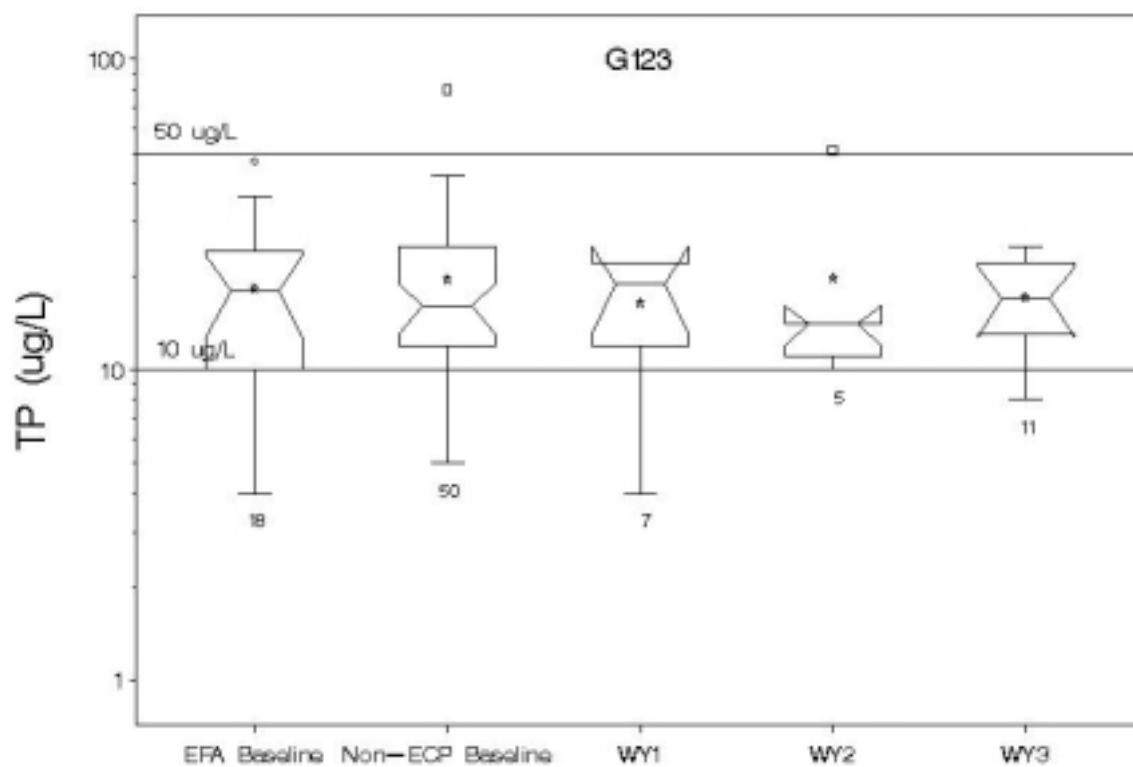 G123
100
50 ug/L
10 ug/L
10
1
TP (ug/L)
18
50
7
5
11
EFA Baseline
Non-ECP Baseline
WY1
WY2
WY3